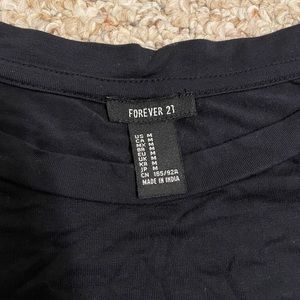 FOREVER 21
US M
CA M
MX M
BR M
EU M
UK M
KR M
JP M
CN 165/92A
MADE IN INDIA